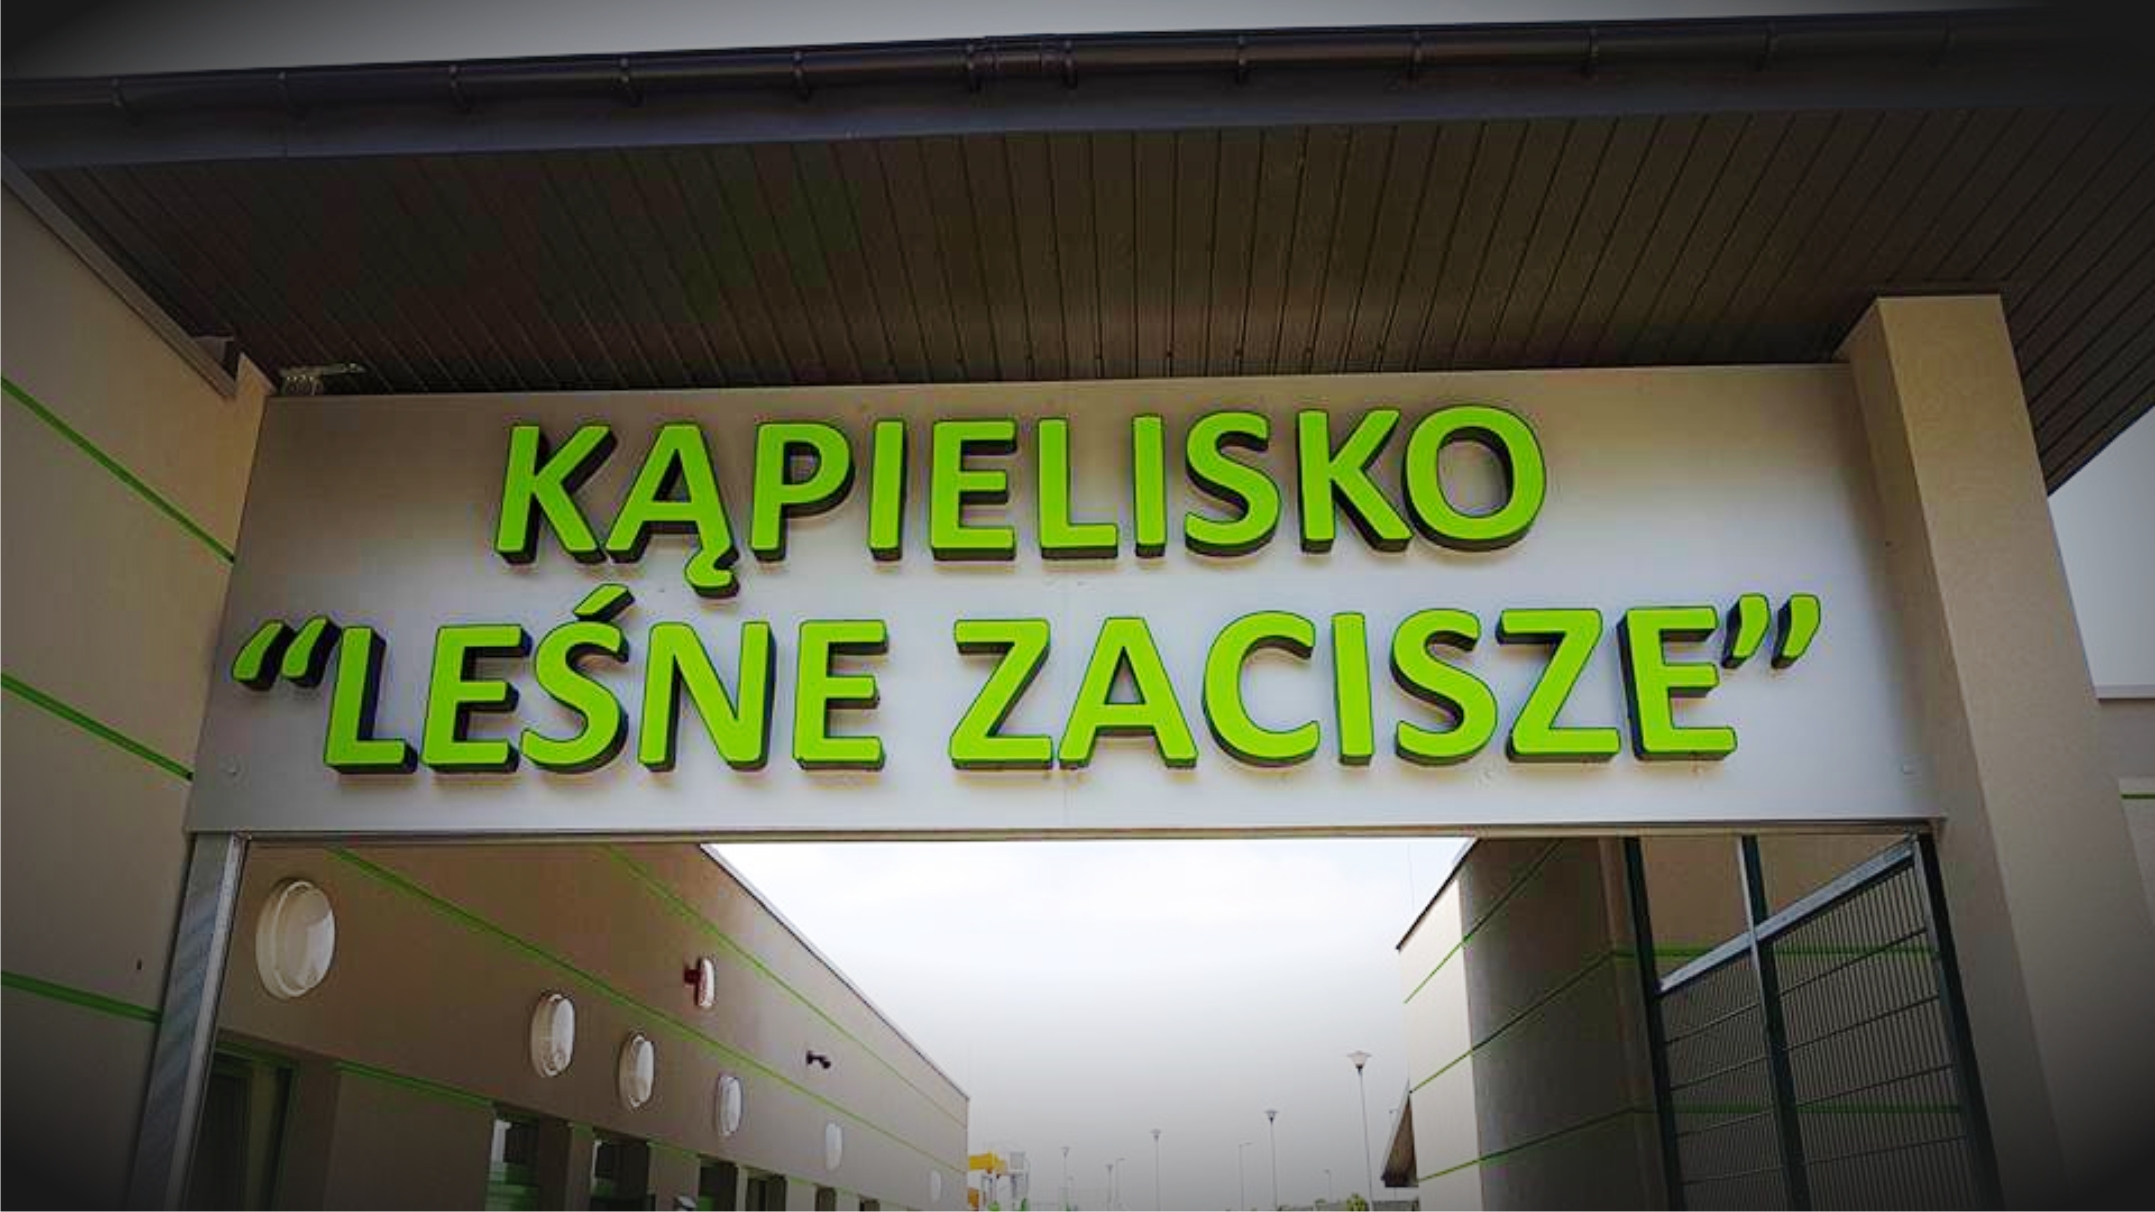 KĄPIELISKO
“LEŚNE ZACISZE”